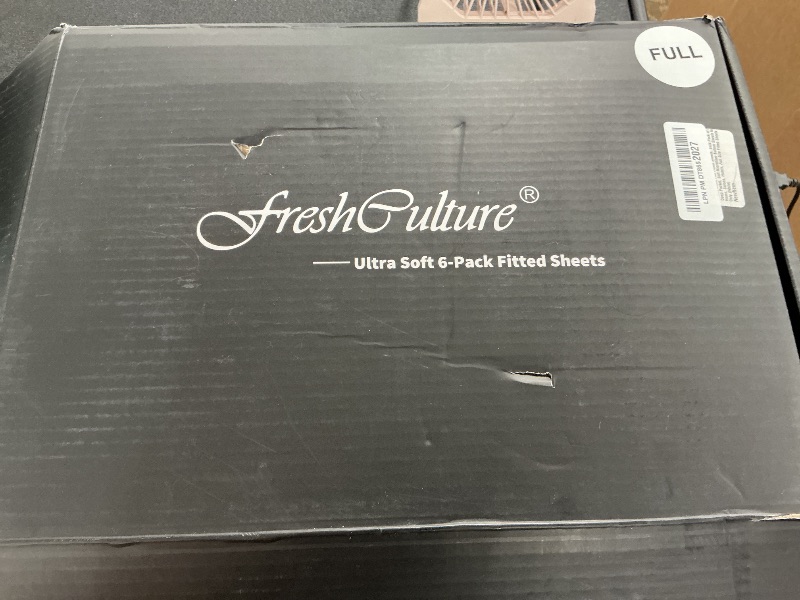 FULL
FreshCulture®
Ultra Soft 6-Pack Fitted Sheets